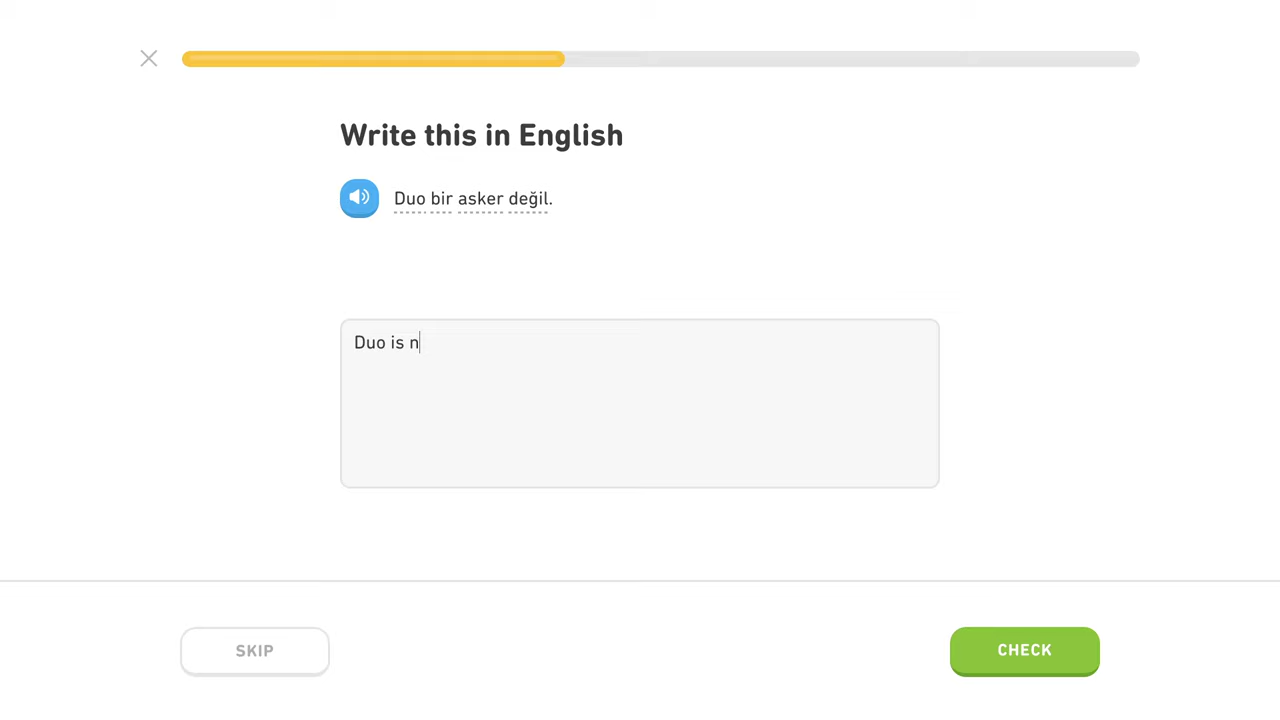 Write this in English
Duo bir asker değil.
Duo is n
SKIP
CHECK